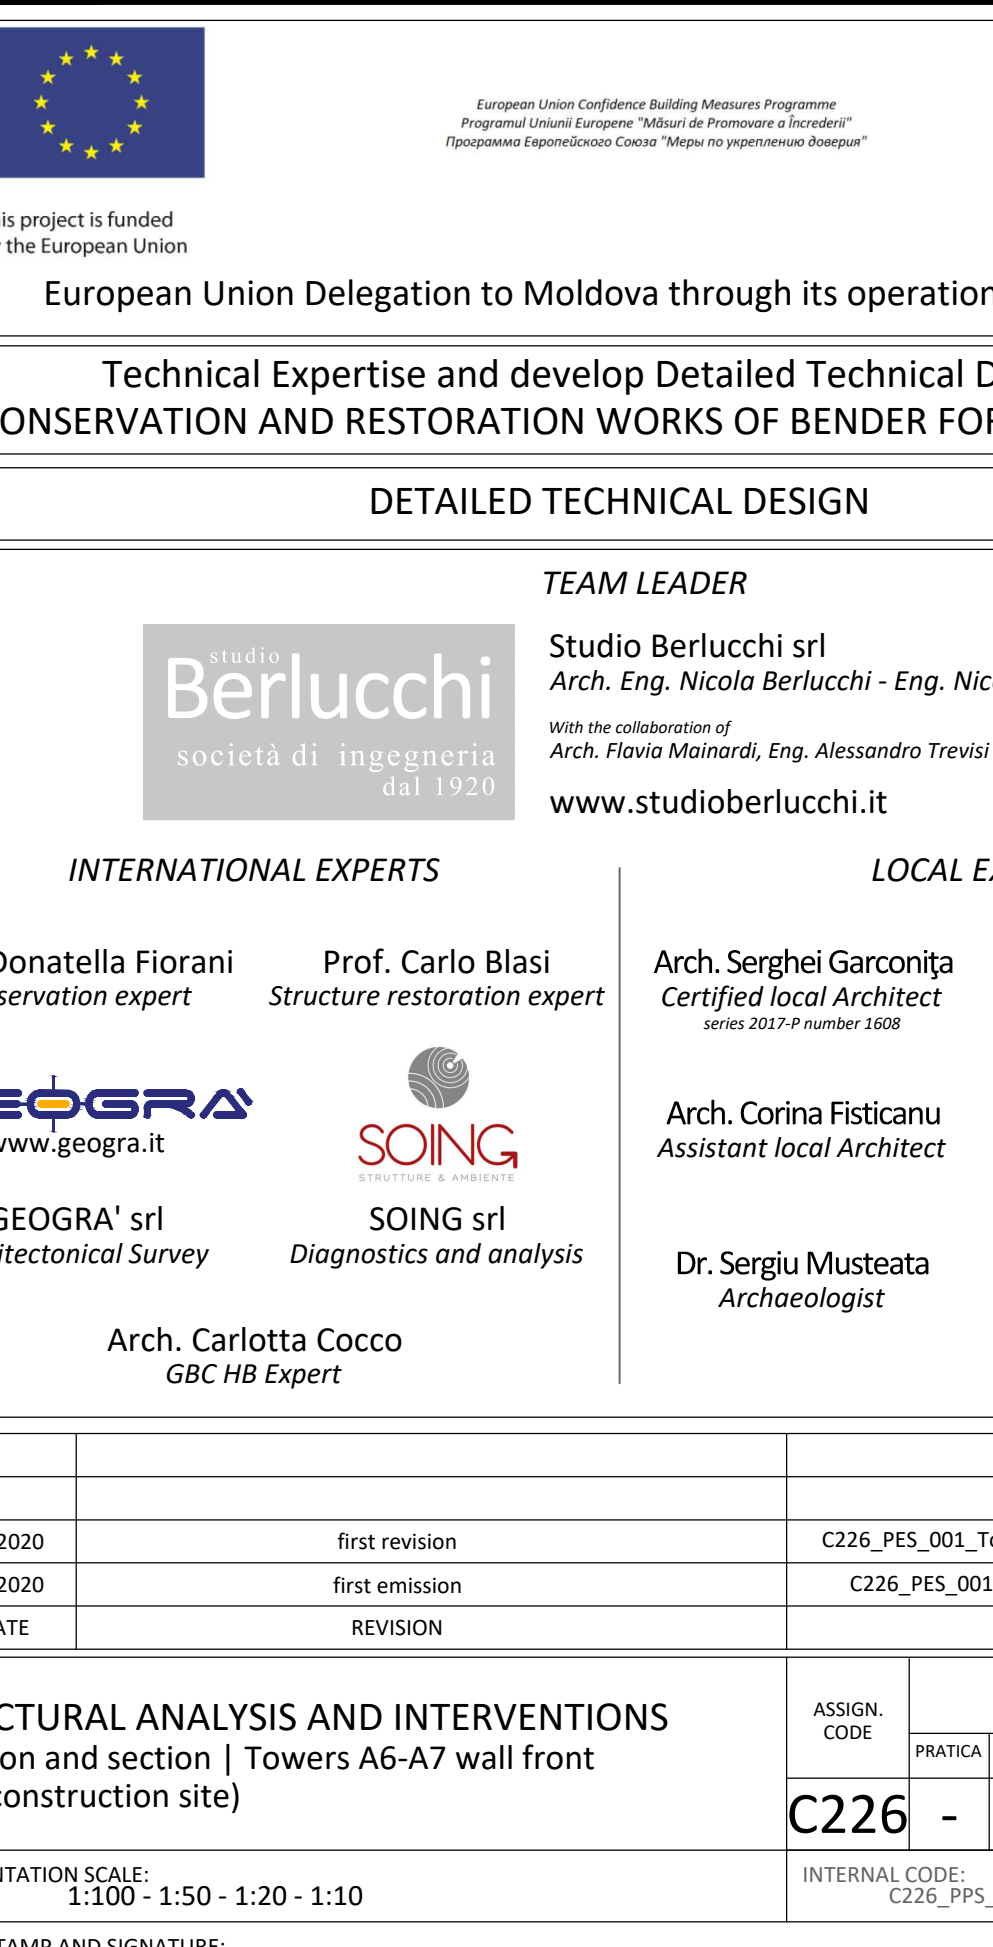 European Union Confidence Building Measures Programme
Programul Uniunii Europene "Măsuri de Promovare a Încrederii"
Программа Европейского Союза "Меры по укреплению доверия"
is project is funded
the European Union
European Union Delegation to Moldova through its operation
Technical Expertise and develop Detailed Technical D
ONSERVATION AND RESTORATION WORKS OF BENDER FOR
DETAILED TECHNICAL DESIGN
TEAM LEADER
studio
Berlucchi
società di ingegneria
dal 1920
Studio Berlucchi srl
Arch. Eng. Nicola Berlucchi - Eng. Nic
With the collaboration of
Arch. Flavia Mainardi, Eng. Alessandro Trevisi
www.studioberlucchi.it
INTERNATIONAL EXPERTS
Donatella Fiorani
servation expert
Prof. Carlo Blasi
Structure restoration expert
EOGRA'
www.geogra.it
SOING
STRUTTURE & AMBIENTE
GEOGRA' srl
itectonical Survey
SOING srl
Diagnostics and analysis
Arch. Carlotta Cocco
GBC HB Expert
LOCAL EX
Arch. Serghei Garconiţa
Certified local Architect
series 2017-P number 1608
Arch. Corina Fisticanu
Assistant local Architect
Dr. Sergiu Musteata
Archaeologist
2020 first revision C226_PES_001_To
2020 first emission C226_PES_001
ATE REVISION
CTURAL ANALYSIS AND INTERVENTIONS
on and section | Towers A6-A7 wall front
construction site)
ASSIGN.
CODE
PRATICA
C226 -
NTATION SCALE:
1:100 - 1:50 - 1:20 - 1:10
INTERNAL CODE:
C226_PPS_
TAMP AND SIGNATURE: